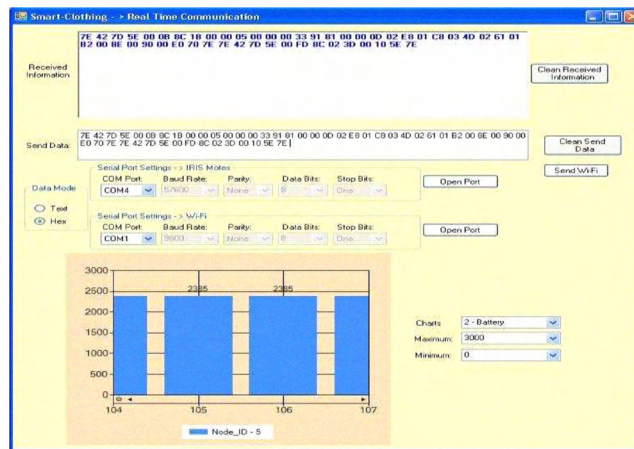 Smart-Clothing - > Real Time Communication
Received Information
7E 42 7D 5E 00 0B 8C 1B 00 00 05 00 00 00 33 91 81 00 00 0D 02 E8 01 C8 03 4D 02 61 01
B2 00 8E 00 90 00 E0 70 7E 7E 42 7D 5E 00 FD 8C 02 3D 00 10 5E 7E
Clean Received Information
Send Data:
7E 42 7D 5E 00 0B 8C 1B 00 00 05 00 00 00 33 91 81 00 00 0D 02 E8 01 C8 03 4D 02 61 01 B2 00 8E 00 90 00
E0 70 7E 7E 42 7D 5E 00 FD 8C 02 3D 00 10 5E 7E
Clean Send Data
Send Wi-Fi
Data Mode
Text
Hex
Serial Port Settings -> IRIS Motes
COM Port: Baud Rate: Parity: Data Bits: Stop Bits:
COM4 57600 None 8 One
Open Port
Serial Port Settings -> Wi-Fi
COM Port: Baud Rate: Parity: Data Bits: Stop Bits:
COM1 9600 None 8 One
Open Port
3000
2500
2000
1500
1000
500
0
2385 2385
104 105 106 107
Node_ID - 5
Charts 2 - Battery
Maximum: 3000
Minimum: 0